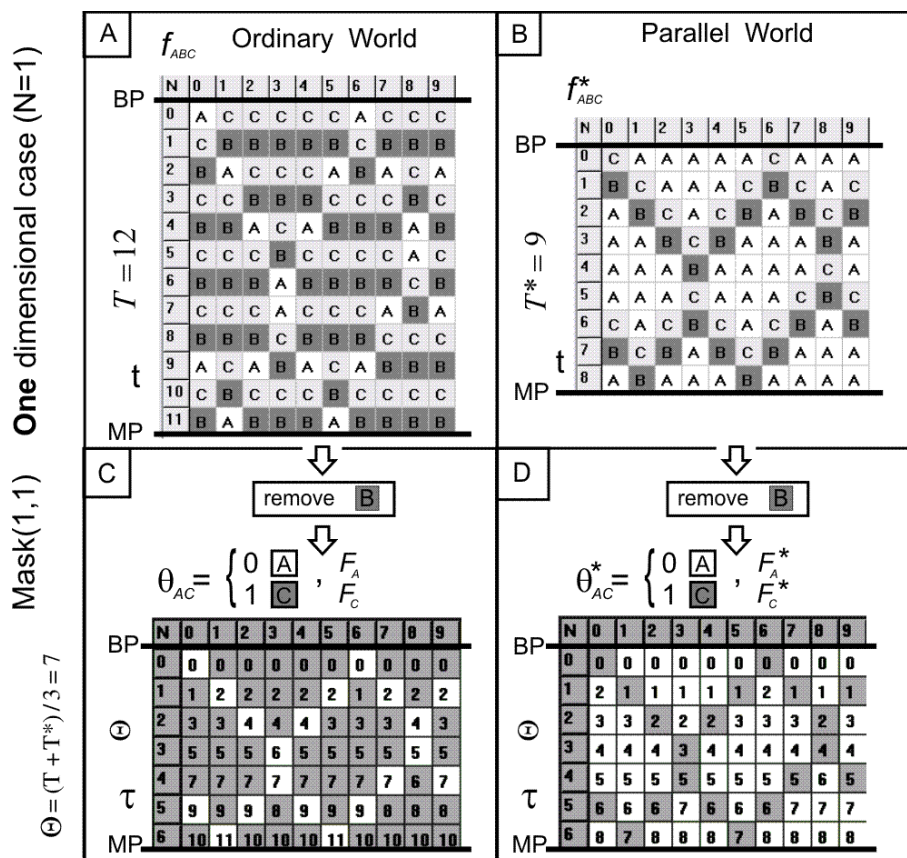 One dimensional case (N=1)
Mask(1,1)
Θ=(T+T*)/3=7
A
f_ABC Ordinary World
BP
T=12
t
MP
N 0 1 2 3 4 5 6 7 8 9
0 A C C C C C A C C C
1 C B B B B B C B B B
2 B A C C C A B A C A
3 C C B B B C C C B C
4 B B A C A B B B A B
5 C C C B C C C C A C
6 B B B A B B B B C B
7 C C C A C C C A B A
8 B B B C B B B C C C
9 A C A B A C A B B B
10 C B C C C B C C C C
11 B A B B B A B B B B
B
Parallel World
f*_ABC
BP
T*=9
t
MP
N 0 1 2 3 4 5 6 7 8 9
0 C A A A A A C A A A
1 B C A A A C B C A C
2 A B C A C B A B C B
3 A A B C B A A A B A
4 A A A B A A A A C A
5 A A A C A A A C B C
6 C A C B C A C B A B
7 B C B A B C B A A A
8 A B A A A B A A A A
C
remove B
θ_AC= { 0 A , F_A
1 C F_C
BP
Θ
τ
MP
N 0 1 2 3 4 5 6 7 8 9
0 0 0 0 0 0 0 0 0 0 0
1 1 2 2 2 2 2 1 2 2 2
2 3 3 4 4 4 3 3 3 4 3
3 5 5 5 6 5 5 5 5 5 5
4 7 7 7 7 7 7 7 7 6 7
5 9 9 9 8 9 9 9 8 8 8
6 10 11 10 10 10 11 10 10 10 10
D
remove B
θ*_AC= { 0 A , F_A*
1 C F_C*
BP
Θ
τ
MP
N 0 1 2 3 4 5 6 7 8 9
0 0 0 0 0 0 0 0 0 0 0
1 2 1 1 1 1 1 2 1 1 1
2 3 3 2 2 2 3 3 3 2 3
3 4 4 4 3 4 4 4 4 4 4
4 5 5 5 5 5 5 5 5 6 5
5 6 6 6 7 6 6 6 7 7 7
6 8 7 8 8 8 7 8 8 8 8